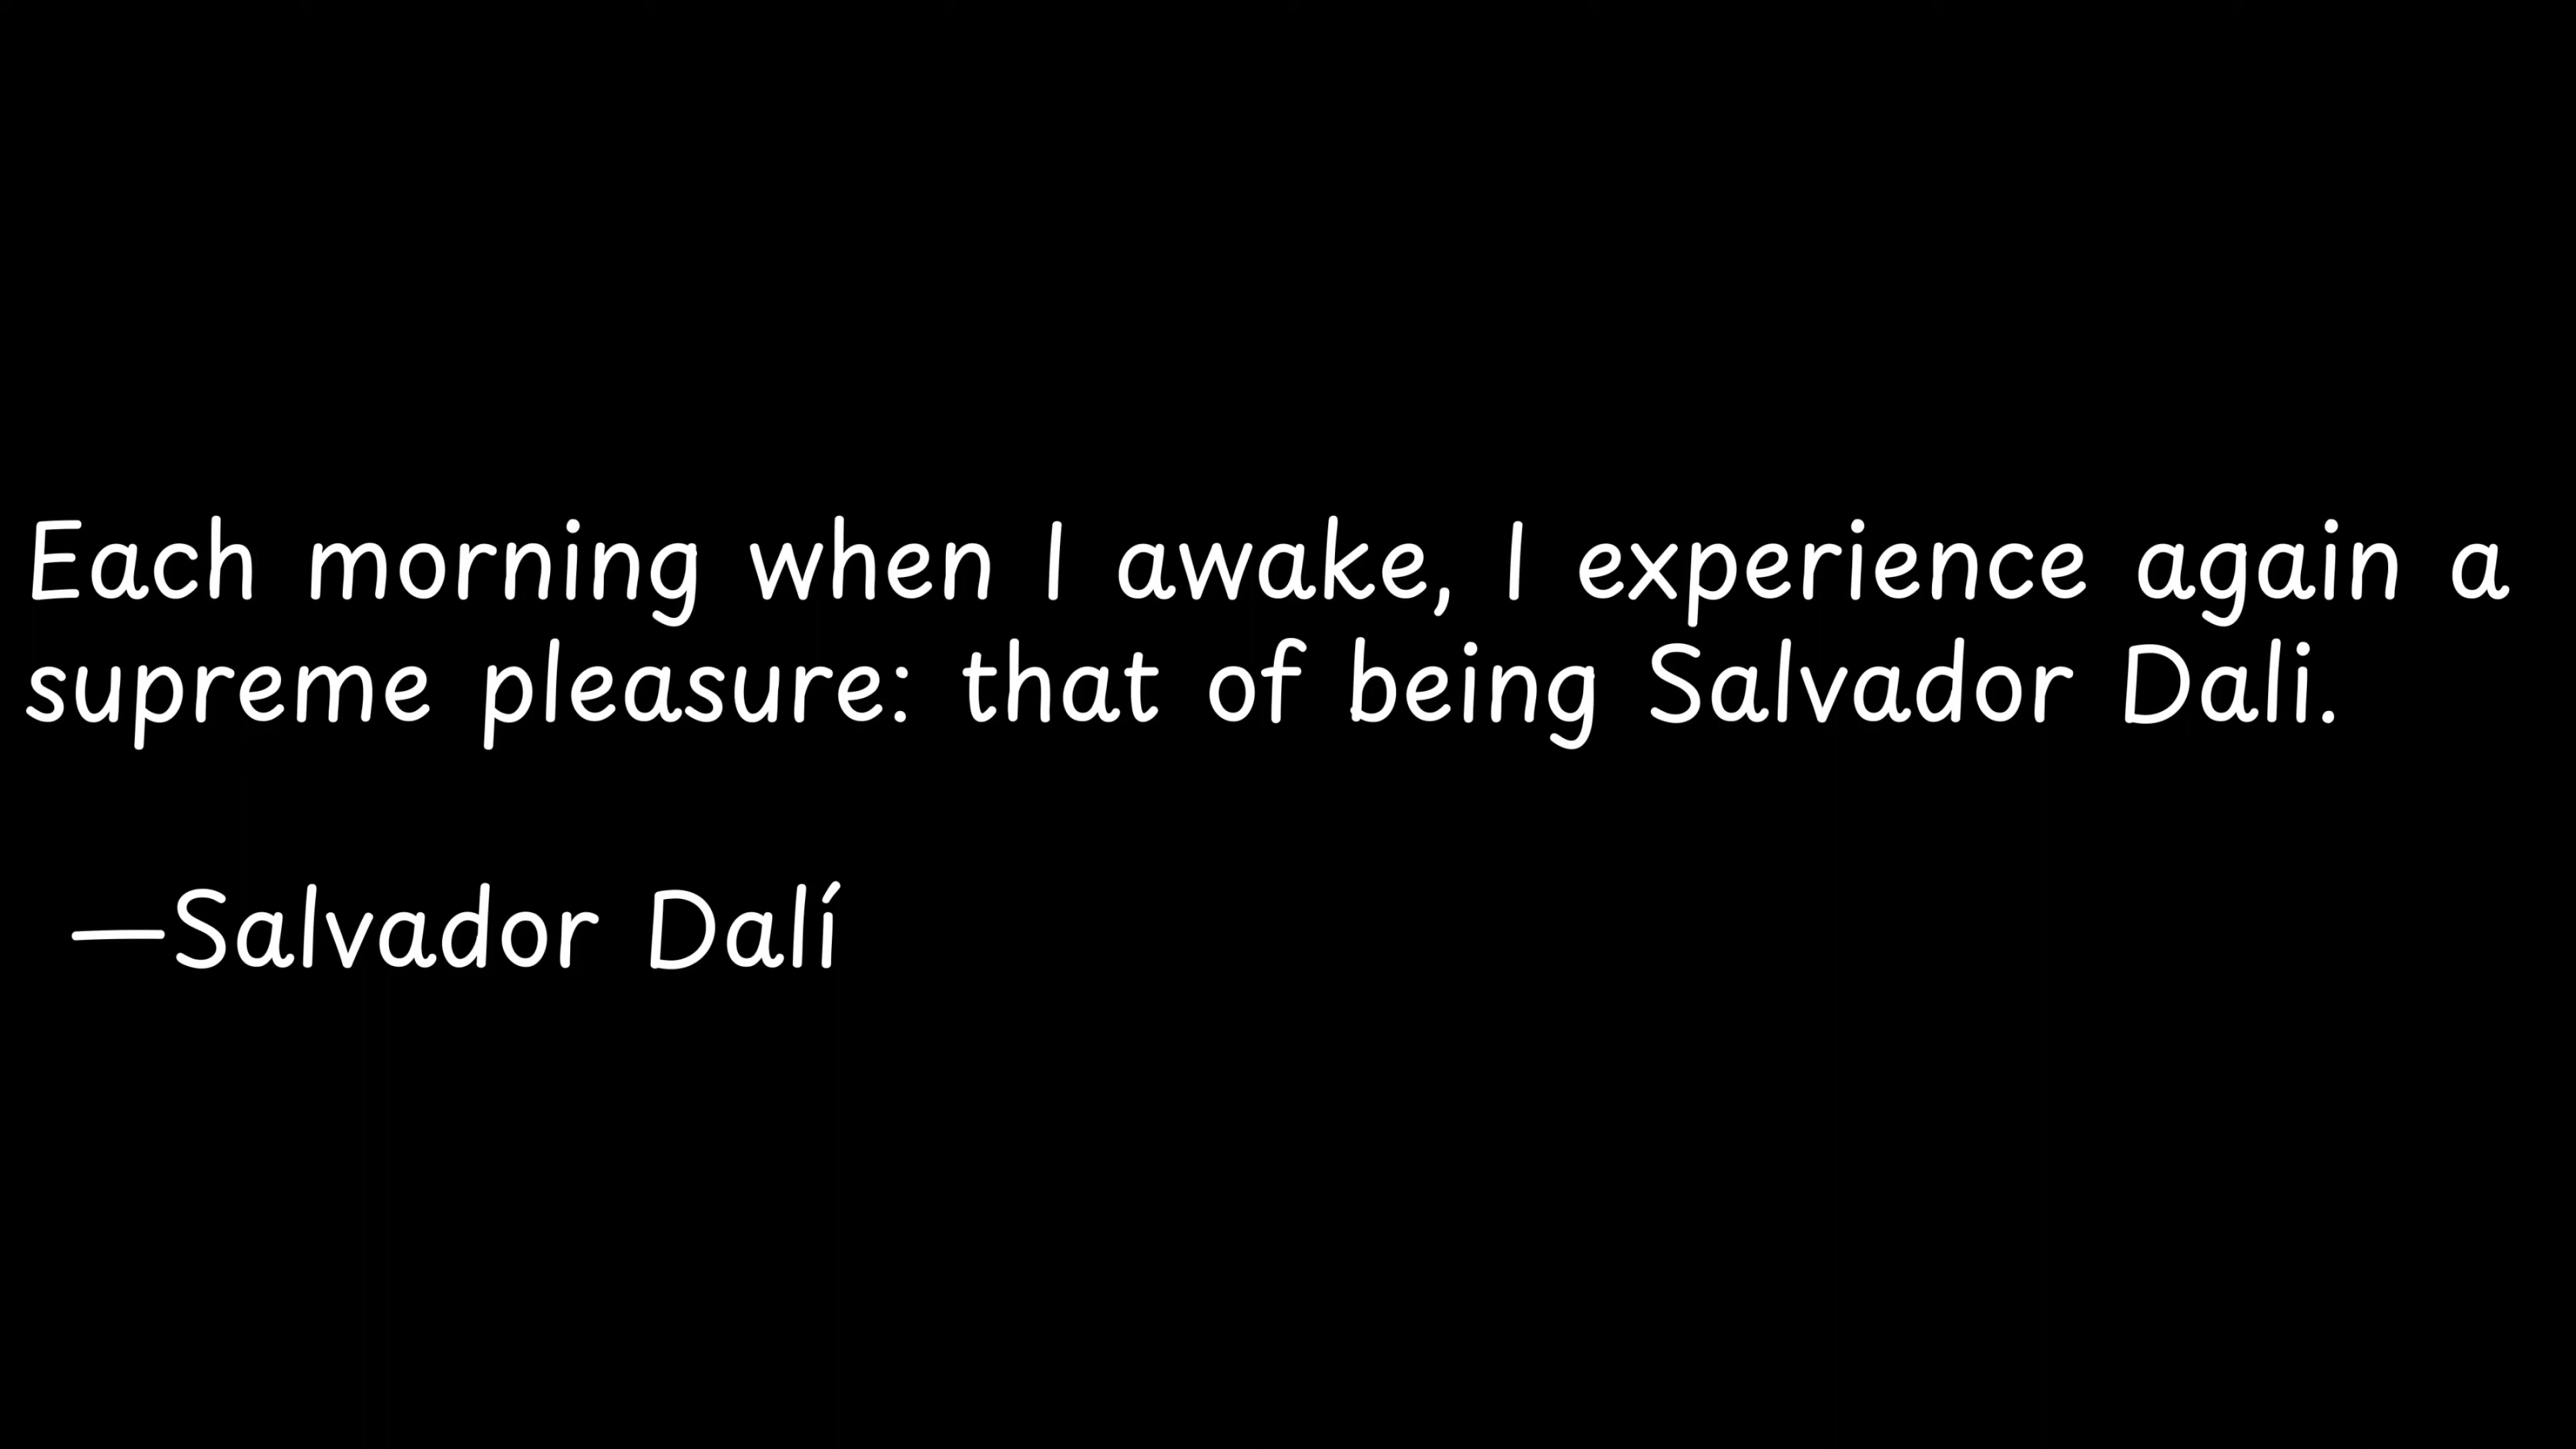 Each morning when I awake, I experience again a
supreme pleasure: that of being Salvador Dali.
—Salvador Dalí